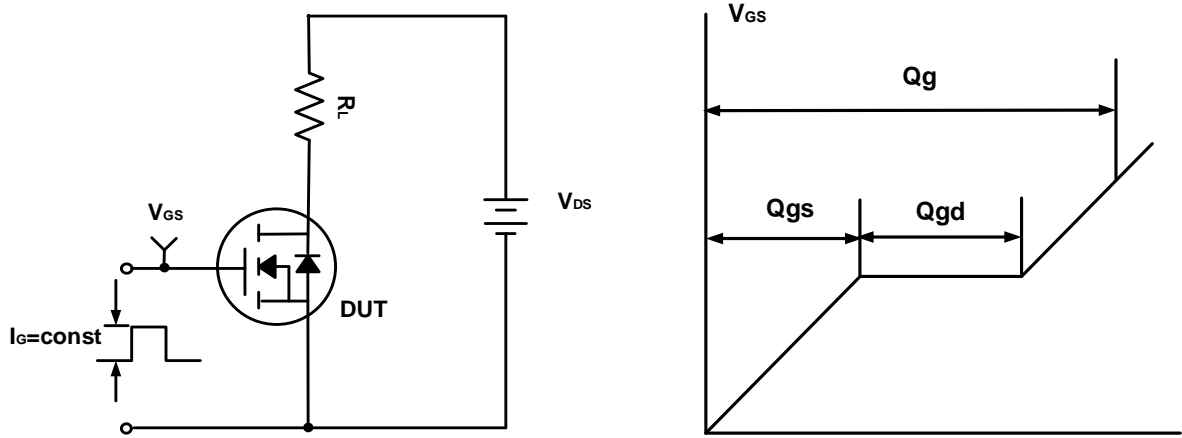 RL
VDS
VGS
DUT
IG=const
VGS
Qg
Qgs
Qgd